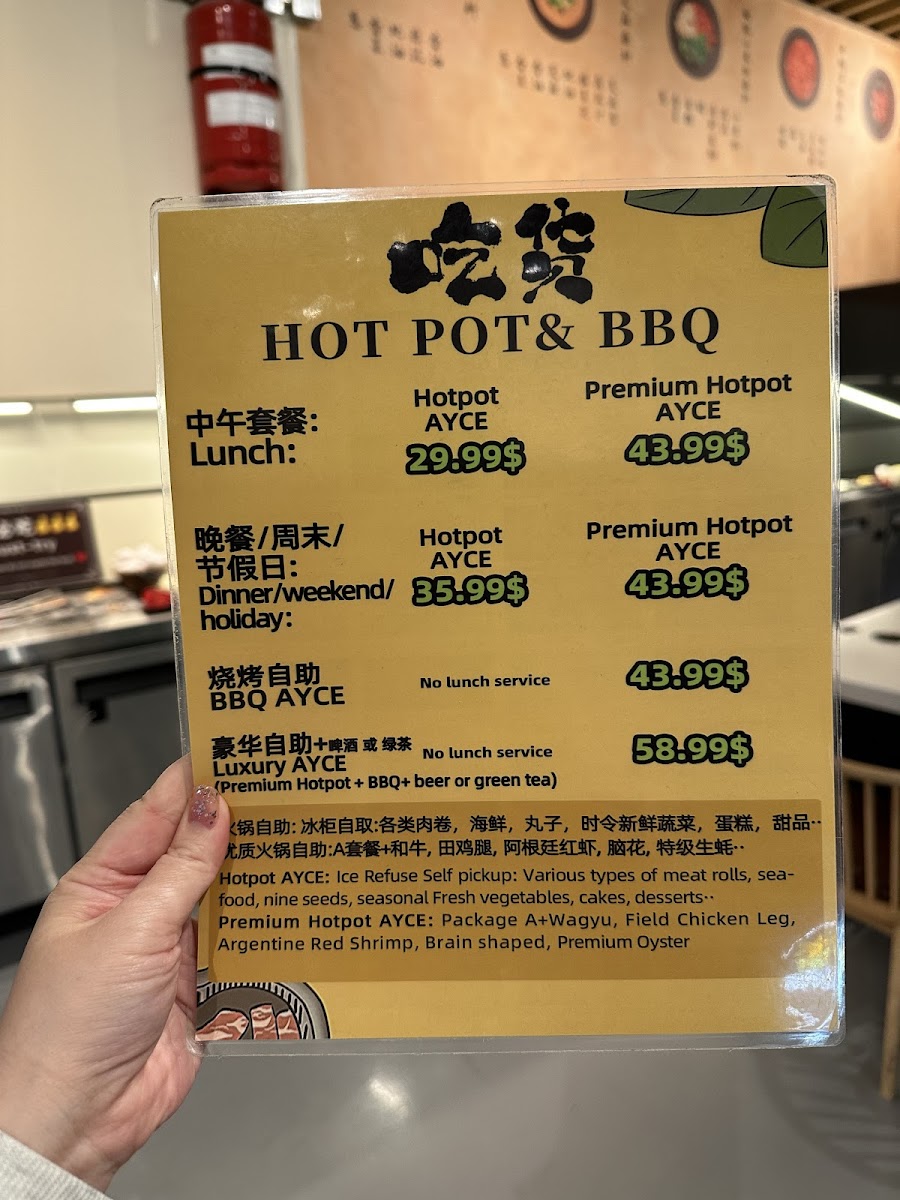 吃货
HOT POT& BBQ
中午套餐:
Lunch:
Hotpot
AYCE
29.99$
Premium Hotpot
AYCE
43.99$
晚餐/周末/
节假日:
Dinner/weekend/
holiday:
Hotpot
AYCE
35.99$
Premium Hotpot
AYCE
43.99$
烧烤自助
BBQ AYCE
No lunch service
43.99$
豪华自助+啤酒 或 绿茶
Luxury AYCE
(Premium Hotpot + BBQ+ beer or green tea)
No lunch service
58.99$
火锅自助: 冰柜自取:各类肉卷, 海鲜, 丸子, 时令新鲜蔬菜, 蛋糕, 甜品··
优质火锅自助:A套餐+和牛, 田鸡腿, 阿根廷红虾, 脑花, 特级生蚝··
Hotpot AYCE: Ice Refuse Self pickup: Various types of meat rolls, sea-
food, nine seeds, seasonal Fresh vegetables, cakes, desserts··
Premium Hotpot AYCE: Package A+Wagyu, Field Chicken Leg,
Argentine Red Shrimp, Brain shaped, Premium Oyster